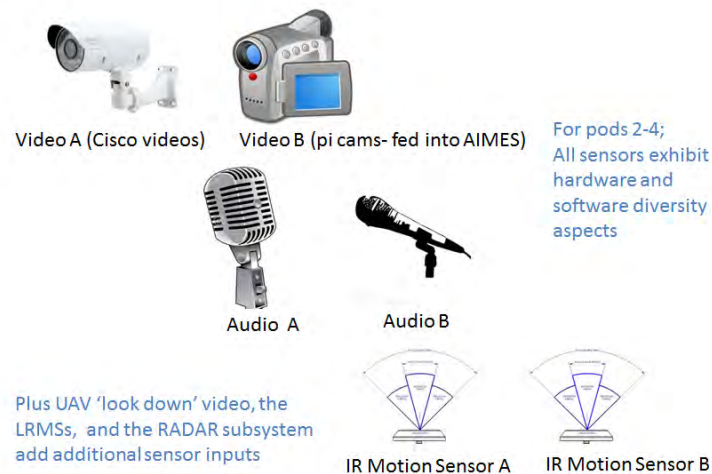 Video A (Cisco videos)
Video B (pi cams- fed into AIMES)
For pods 2-4;
All sensors exhibit
hardware and
software diversity
aspects
Audio A
Audio B
Plus UAV ‘look down’ video, the
LRMSs, and the RADAR subsystem
add additional sensor inputs
IR Motion Sensor A
IR Motion Sensor B